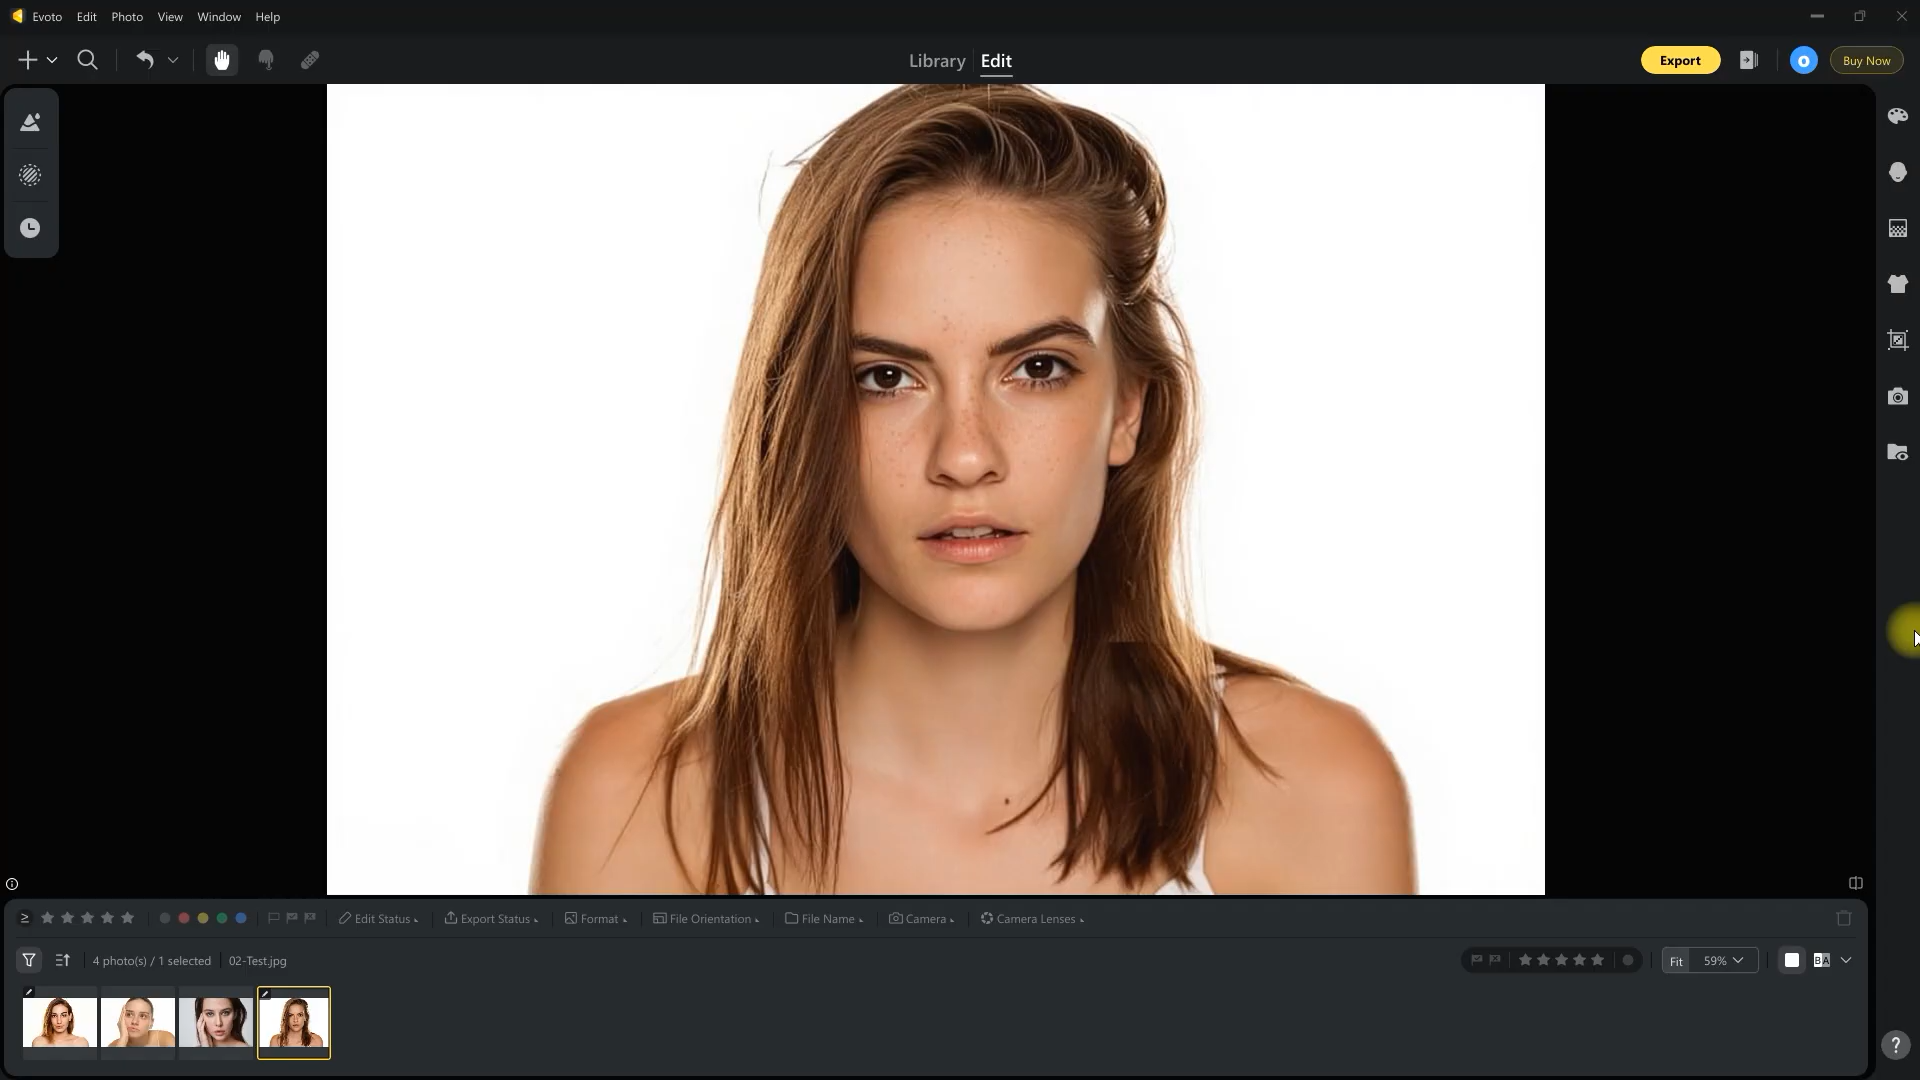 Evoto Edit Photo View Window Help
Library Edit
Export
Buy Now
Edit Status
Export Status
Format
File Orientation
File Name
Camera
Camera Lenses
4 photo(s) / 1 selected
02-Test.jpg
Fit
59%
BA
?